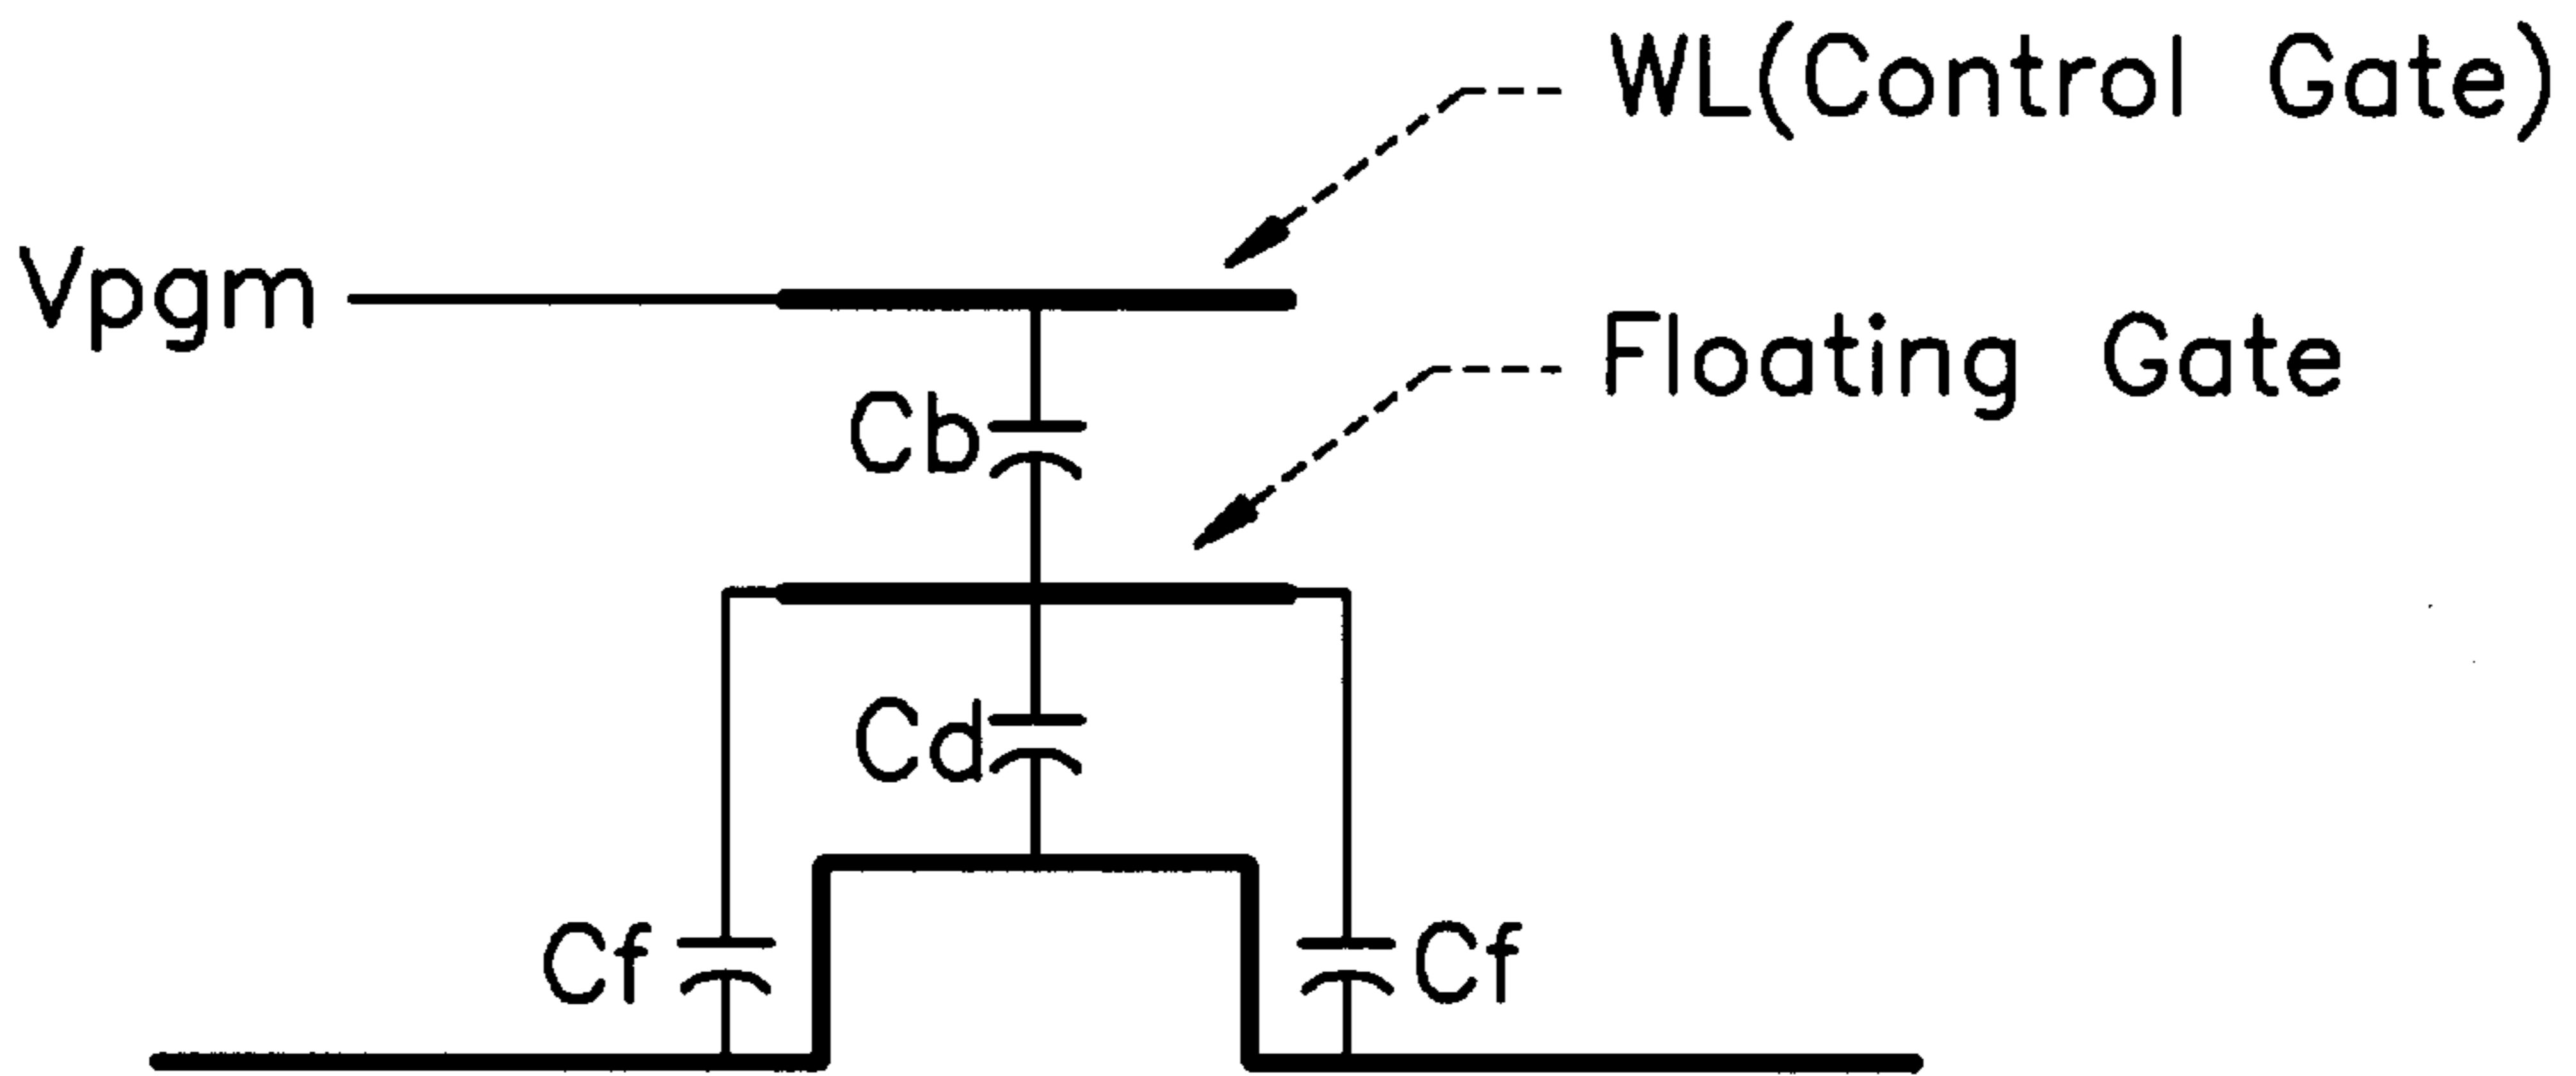 WL(Control Gate)
Vpgm
Floating Gate
Cb
Cd
Cf
Cf